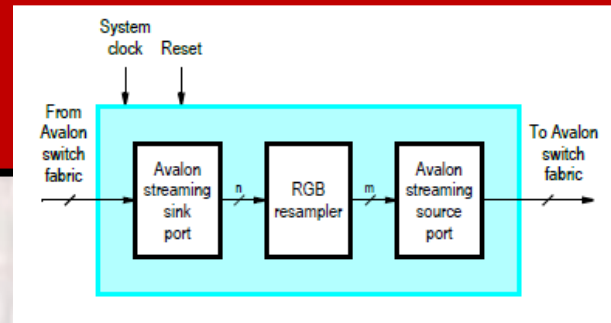 System
clock
Reset
From
Avalon
switch
fabric
Avalon
streaming
sink
port
n
RGB
resampler
m
Avalon
streaming
source
port
To Avalon
switch
fabric